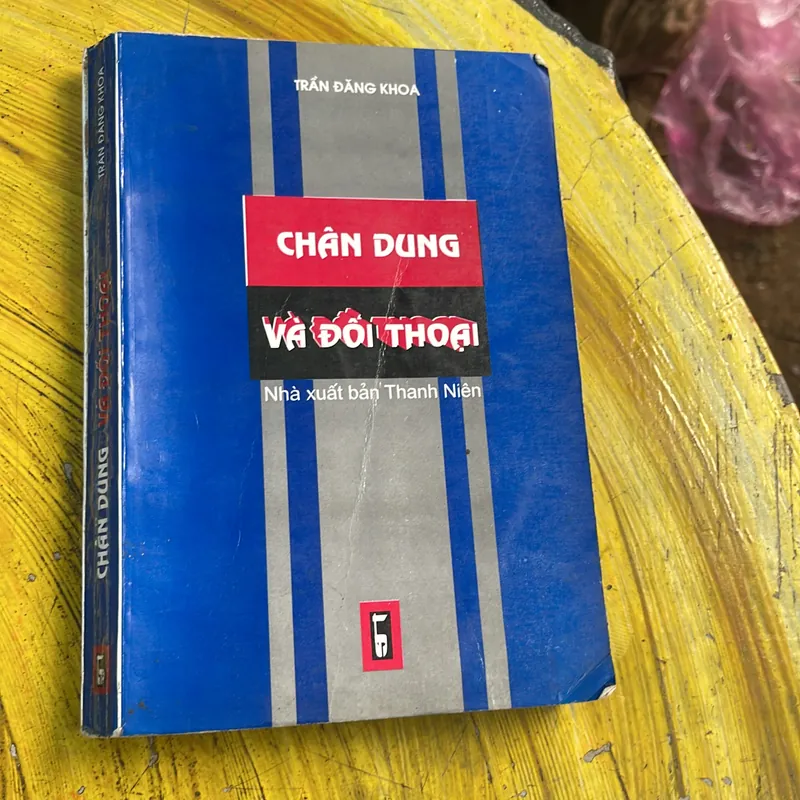 TRẦN ĐĂNG KHOA
CHÂN DUNG
VÀ ĐỐI THOẠI
Nhà xuất bản Thanh Niên
TRẦN ĐĂNG KHOA
CHÂN DUNG VÀ ĐỐI THOẠI